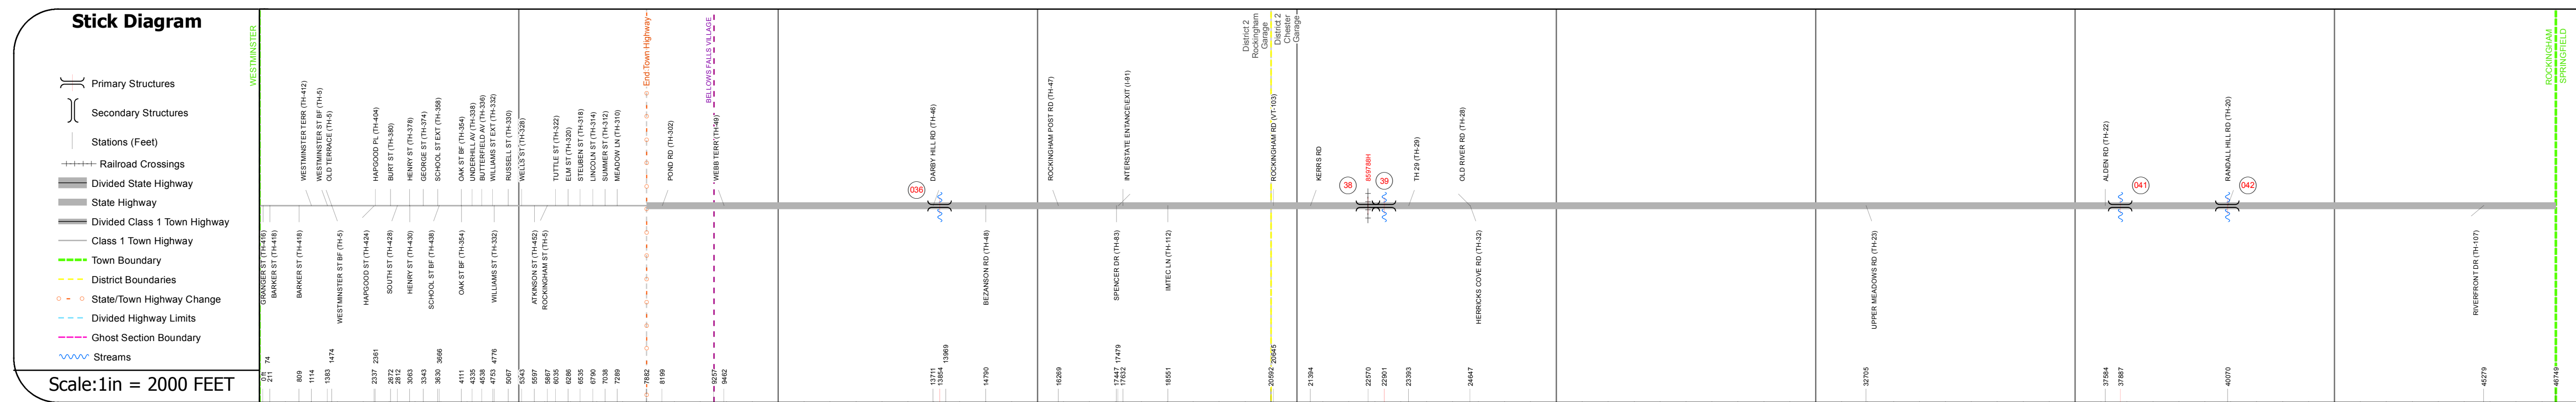 Stick Diagram
Primary Structures
Secondary Structures
Stations (Feet)
Railroad Crossings
Divided State Highway
State Highway
Divided Class 1 Town Highway
Class 1 Town Highway
Town Boundary
District Boundaries
State/Town Highway Change
Divided Highway Limits
Ghost Section Boundary
Streams
Scale:1in = 2000 FEET
WESTMINSTER
End Town Highway
BELLOWS FALLS VILLAGE
District 2
Rockingham
Garage
District 2
Chester
Garage
ROCKINGHAM
SPRINGFIELD
WESTMINSTER TERR (TH-412)
WESTMINSTER ST BF (TH-5)
OLD TERRACE (TH-5)
HAPGOOD PL (TH-404)
BURT ST (TH-380)
HENRY ST (TH-378)
GEORGE ST (TH-374)
SCHOOL ST EXT (TH-358)
OAK ST BF (TH-354)
UNDERHILL AV (TH-338)
BUTTERFIELD AV (TH-336)
WILLIAMS ST EXT (TH-332)
RUSSELL ST (TH-330)
WELLS ST (TH-328)
TUTTLE ST (TH-322)
ELM ST (TH-320)
STEUBEN ST (TH-318)
LINCOLN ST (TH-314)
SUMMER ST (TH-312)
MEADOW LN (TH-310)
POND RD (TH-302)
WEBB TERR (TH-49)
DARBY HILL RD (TH-46)
ROCKINGHAM POST RD (TH-47)
INTERSTATE ENTANCE\EXIT (I-91)
ROCKINGHAM RD (VT-103)
KERRS RD
859788H
TH 29 (TH-29)
OLD RIVER RD (TH-28)
ALDEN RD (TH-22)
RANDALL HILL RD (TH-20)
036
38
39
041
042
GRANGER ST (TH-416)
BARKER ST (TH-418)
BARKER ST (TH-418)
WESTMINSTER ST BF (TH-5)
HAPGOOD ST (TH-424)
SOUTH ST (TH-428)
HENRY ST (TH-430)
SCHOOL ST BF (TH-438)
OAK ST BF (TH-354)
WILLIAMS ST (TH-332)
ATKINSON ST (TH-452)
ROCKINGHAM ST (TH-5)
BEZANSON RD (TH-48)
SPENCER DR (TH-83)
IMTEC LN (TH-112)
HERRICKS COVE RD (TH-32)
UPPER MEADOWS RD (TH-23)
RIVERFRONT DR (TH-107)
0 ft
74
211
809
1114
1383
1474
2337
2361
2672
2812
3063
3343
3630
3666
4111
4335
4538
4753
4776
5067
5343
5597
5867
6035
6286
6535
6790
7038
7289
7882
8199
9257
9462
13711
13854
13969
14790
16269
17447
17479
17632
18551
20592
20645
21394
22570
22901
23393
24647
32705
37584
37887
40070
45279
46749